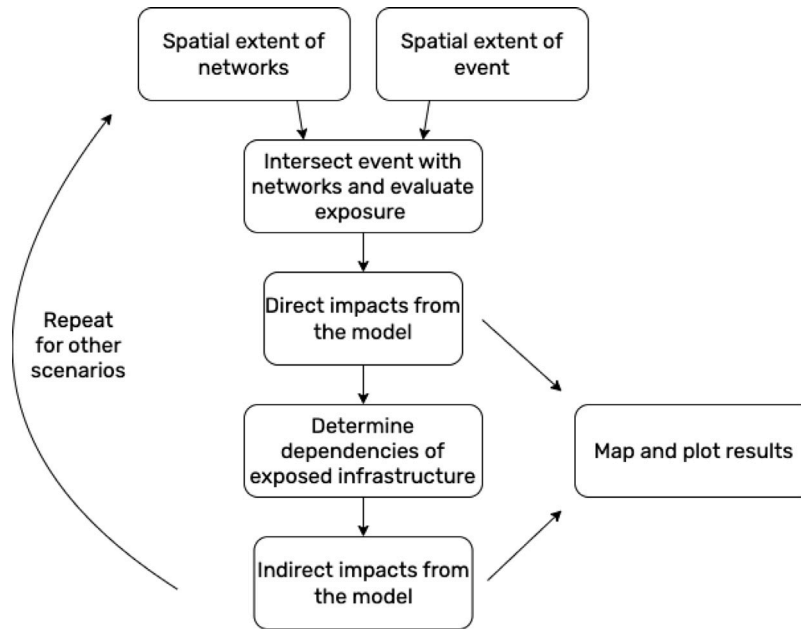 Spatial extent of
networks
Spatial extent of
event
Intersect event with
networks and evaluate
exposure
Direct impacts from
the model
Repeat
for other
scenarios
Determine
dependencies of
exposed infrastructure
Map and plot results
Indirect impacts from
the model